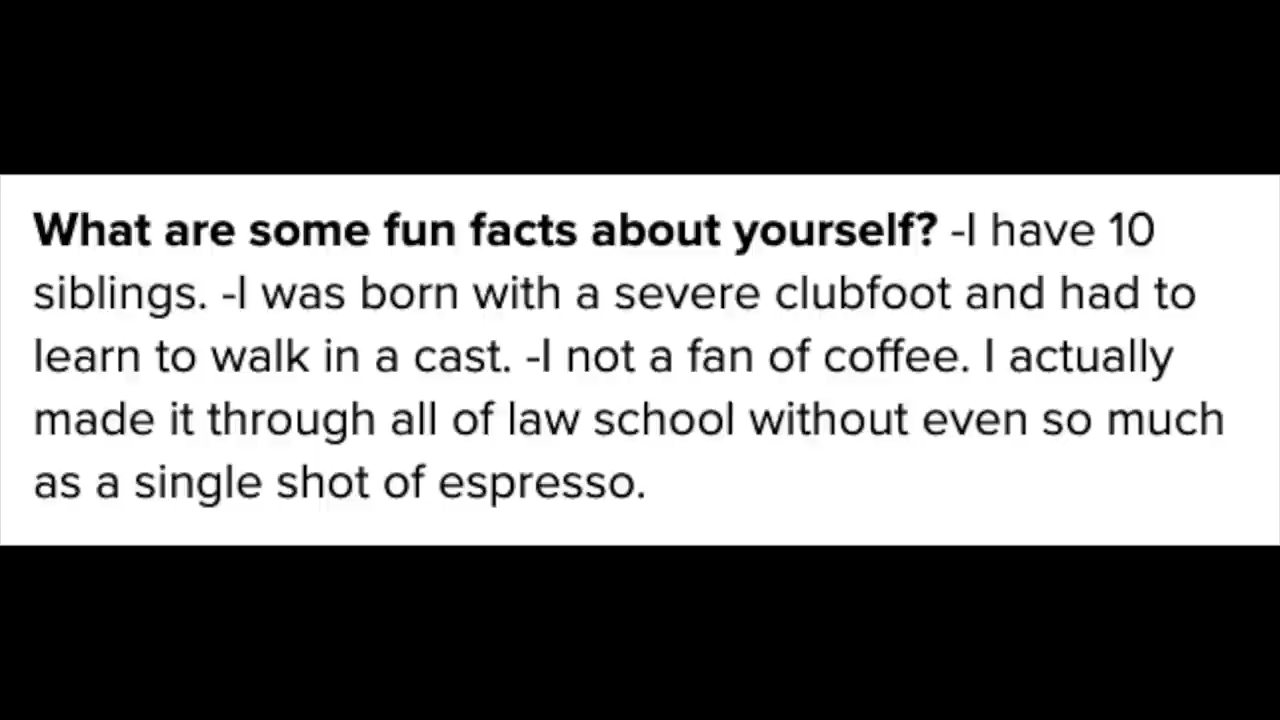 What are some fun facts about yourself? -I have 10
siblings. -I was born with a severe clubfoot and had to
learn to walk in a cast. -I not a fan of coffee. I actually
made it through all of law school without even so much
as a single shot of espresso.